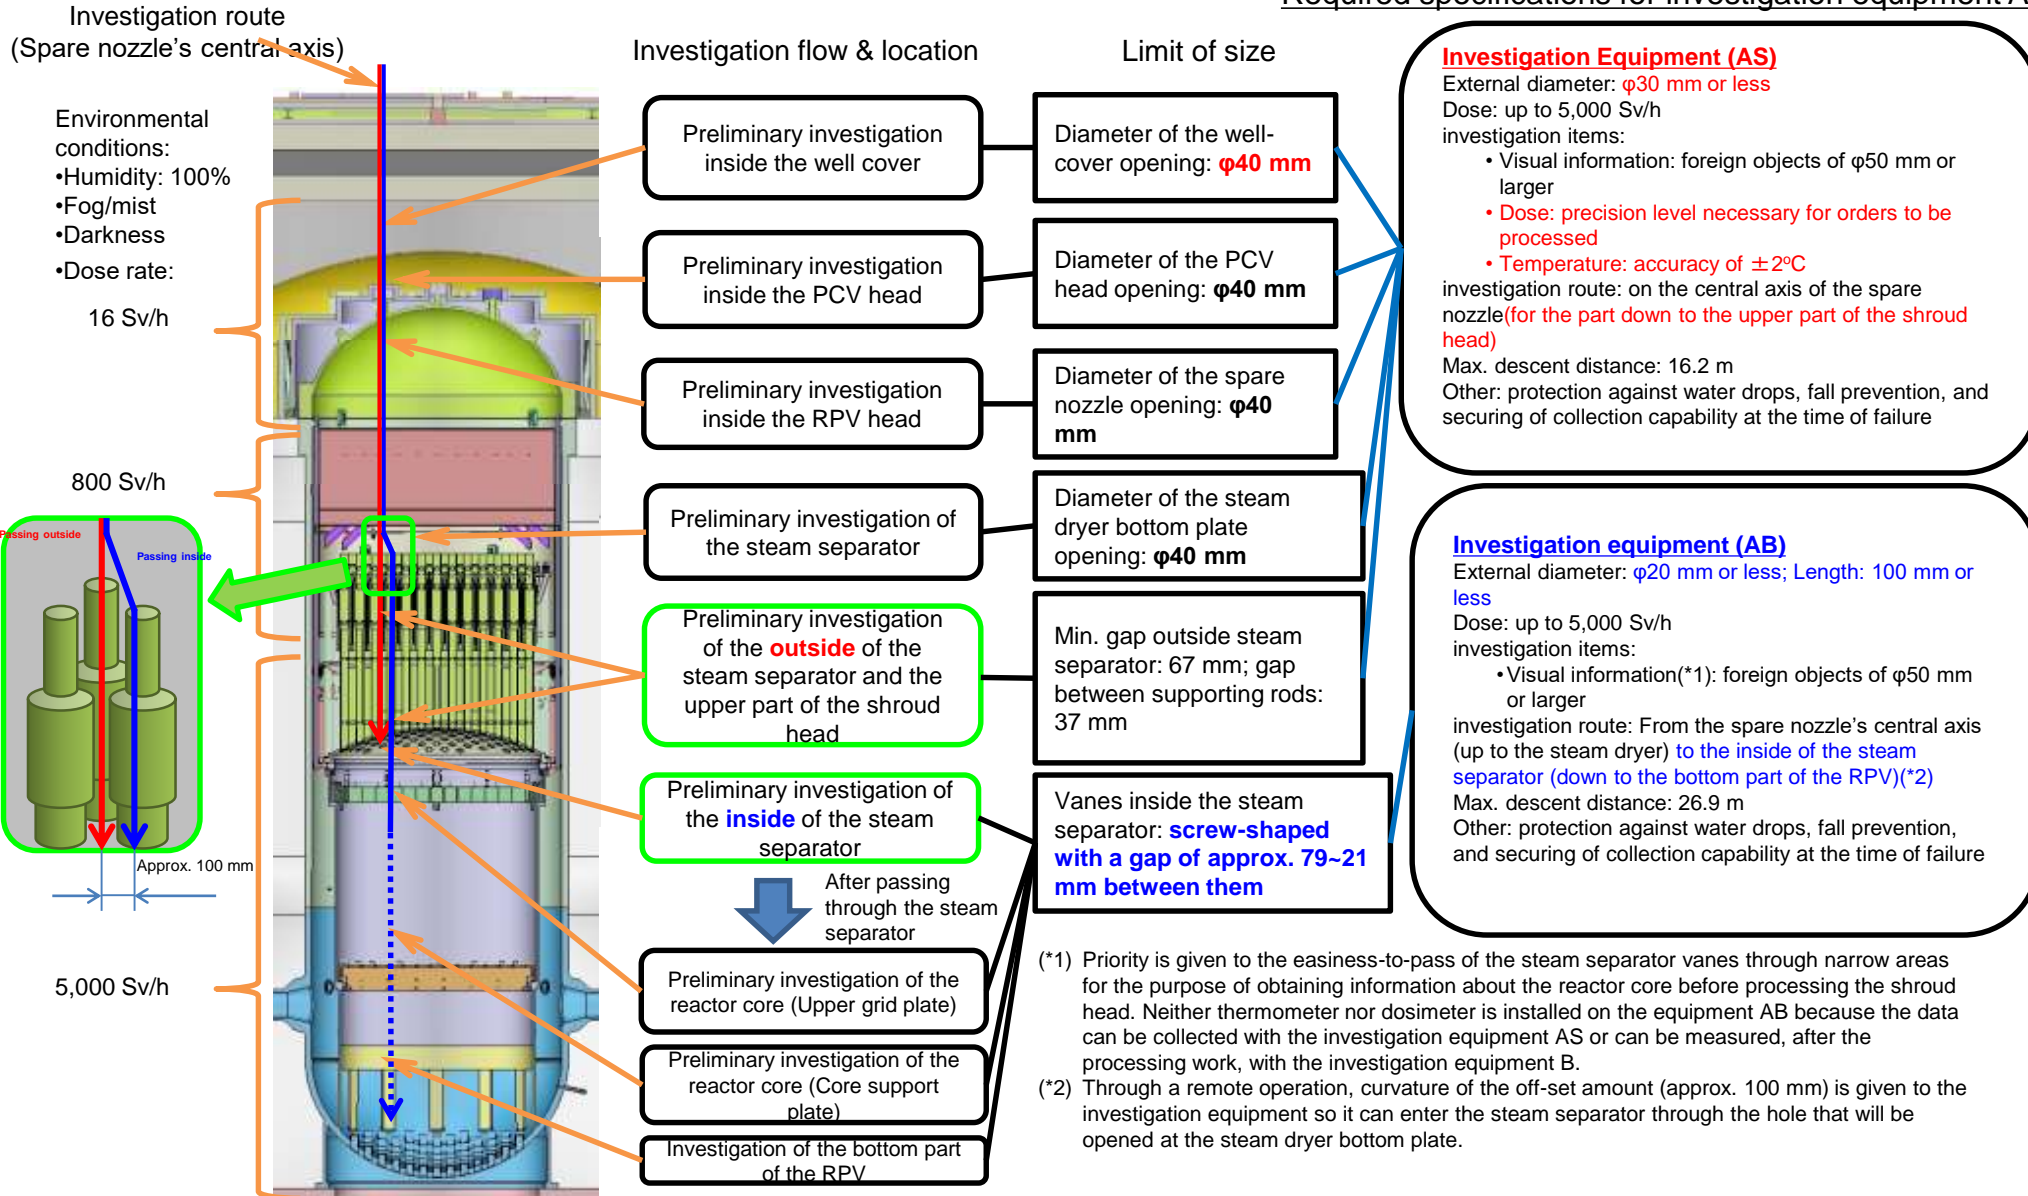 Required specifications for investigation equipment A
Investigation route
(Spare nozzle's central axis)
Investigation flow & location
Limit of size
Environmental
conditions:
•Humidity: 100%
•Fog/mist
•Darkness
•Dose rate:
16 Sv/h
800 Sv/h
5,000 Sv/h
Passing outside
Passing inside
Approx. 100 mm
Preliminary investigation
inside the well cover
Preliminary investigation
inside the PCV head
Preliminary investigation
inside the RPV head
Preliminary investigation of
the steam separator
Preliminary investigation
of the outside of the
steam separator and the
upper part of the shroud
head
Preliminary investigation of
the inside of the steam
separator
After passing
through the steam
separator
Preliminary investigation of the
reactor core (Upper grid plate)
Preliminary investigation of the
reactor core (Core support
plate)
Investigation of the bottom part
of the RPV
Diameter of the well-
cover opening: φ40 mm
Diameter of the PCV
head opening: φ40 mm
Diameter of the spare
nozzle opening: φ40
mm
Diameter of the steam
dryer bottom plate
opening: φ40 mm
Min. gap outside steam
separator: 67 mm; gap
between supporting rods:
37 mm
Vanes inside the steam
separator: screw-shaped
with a gap of approx. 79~21
mm between them
Investigation Equipment (AS)
External diameter: φ30 mm or less
Dose: up to 5,000 Sv/h
investigation items:
• Visual information: foreign objects of φ50 mm or
larger
• Dose: precision level necessary for orders to be
processed
• Temperature: accuracy of ±2°C
investigation route: on the central axis of the spare
nozzle(for the part down to the upper part of the shroud
head)
Max. descent distance: 16.2 m
Other: protection against water drops, fall prevention, and
securing of collection capability at the time of failure
Investigation equipment (AB)
External diameter: φ20 mm or less; Length: 100 mm or
less
Dose: up to 5,000 Sv/h
investigation items:
•Visual information(*1): foreign objects of φ50 mm
or larger
investigation route: From the spare nozzle's central axis
(up to the steam dryer) to the inside of the steam
separator (down to the bottom part of the RPV)(*2)
Max. descent distance: 26.9 m
Other: protection against water drops, fall prevention,
and securing of collection capability at the time of failure
(*1) Priority is given to the easiness-to-pass of the steam separator vanes through narrow areas
for the purpose of obtaining information about the reactor core before processing the shroud
head. Neither thermometer nor dosimeter is installed on the equipment AB because the data
can be collected with the investigation equipment AS or can be measured, after the
processing work, with the investigation equipment B.
(*2) Through a remote operation, curvature of the off-set amount (approx. 100 mm) is given to the
investigation equipment so it can enter the steam separator through the hole that will be
opened at the steam dryer bottom plate.